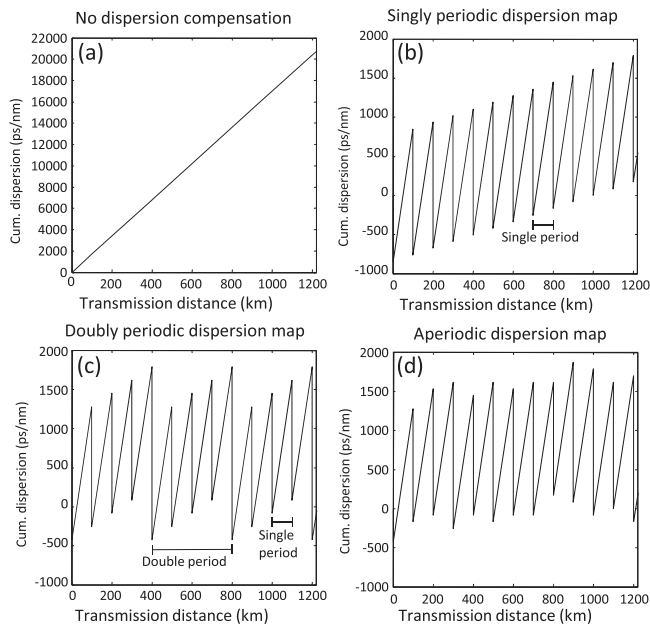 No dispersion compensation
(a)
Cum. dispersion (ps/nm)
22000
20000
18000
16000
14000
12000
10000
8000
6000
4000
2000
0
0 200 400 600 800 1000 1200
Transmission distance (km)
Singly periodic dispersion map
(b)
Cum. dispersion (ps/nm)
2000
1500
1000
500
0
-500
-1000
Single period
0 200 400 600 800 1000 1200
Transmission distance (km)
Doubly periodic dispersion map
(c)
Cum. dispersion (ps/nm)
2000
1500
1000
500
0
-500
-1000
Double period
Single
period
0 200 400 600 800 1000 1200
Transmission distance (km)
Aperiodic dispersion map
(d)
Cum. dispersion (ps/nm)
2000
1500
1000
500
0
-500
-1000
0 200 400 600 800 1000 1200
Transmission distance (km)